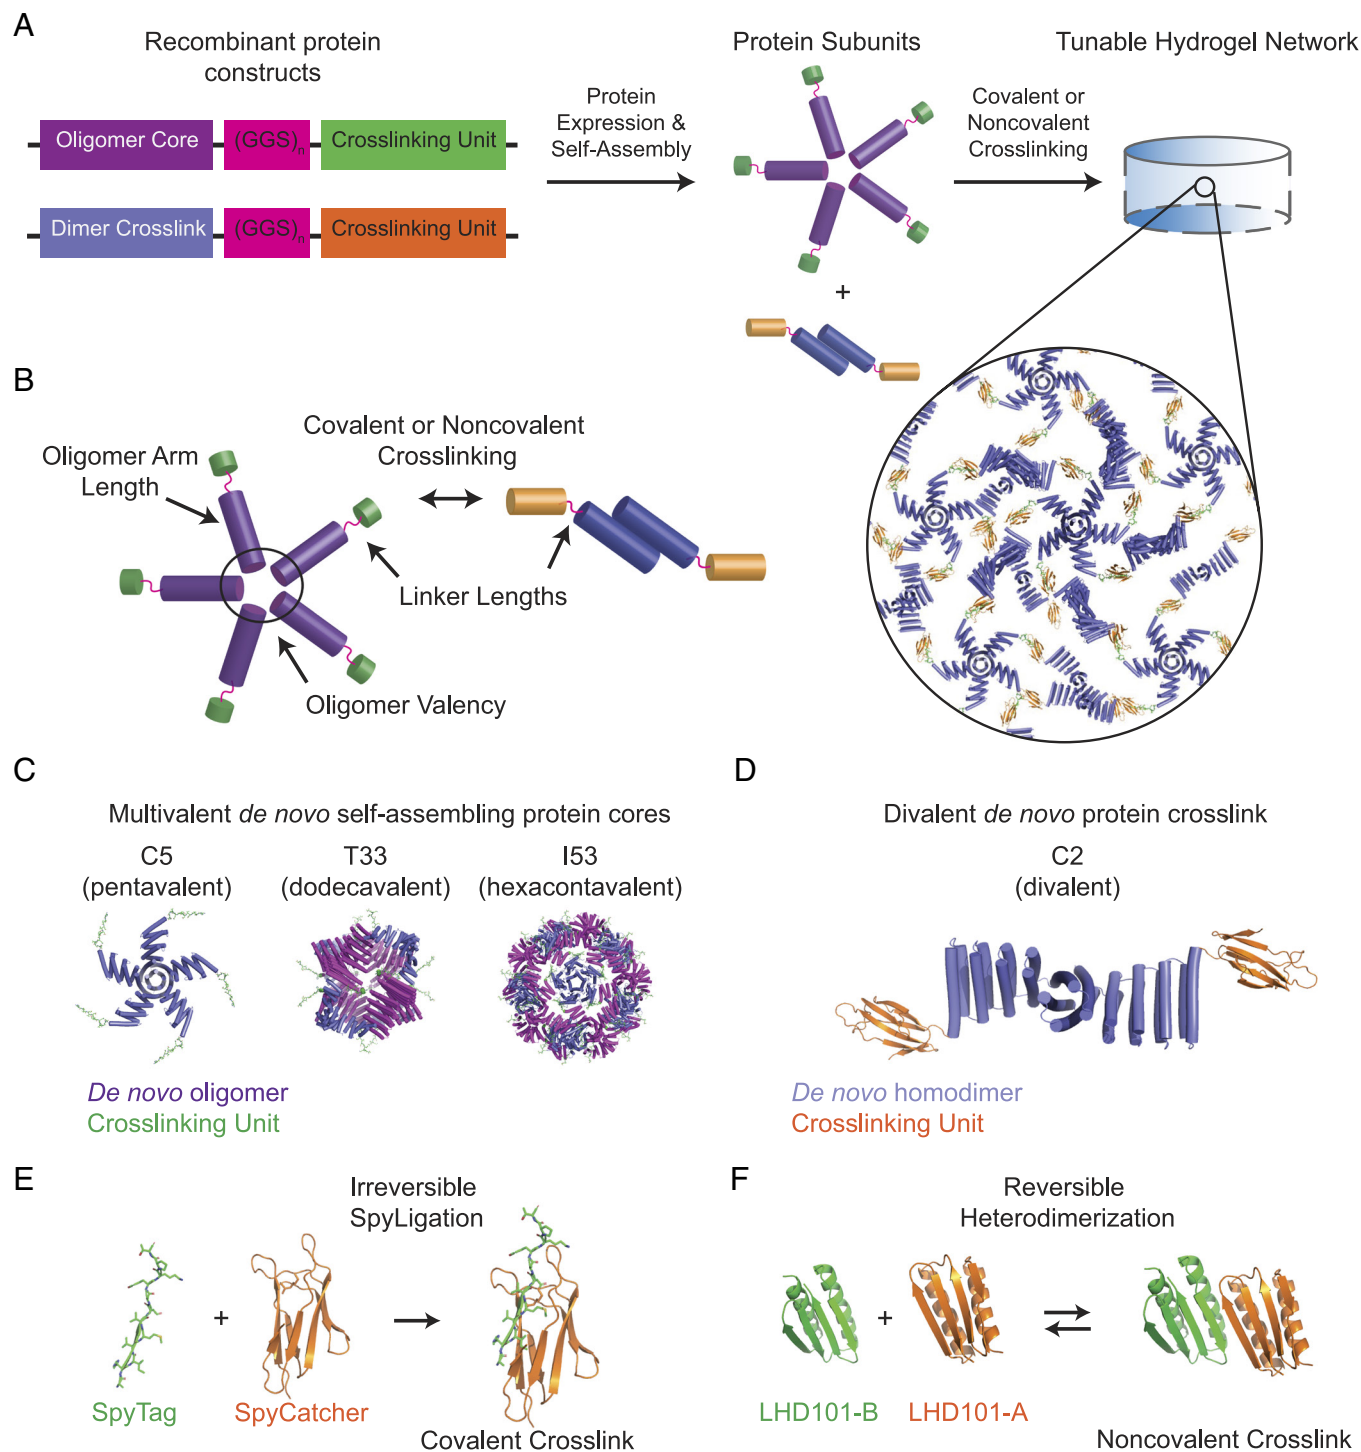 A
Recombinant protein
constructs
Oligomer Core
(GGS)n
Crosslinking Unit
Dimer Crosslink
(GGS)n
Crosslinking Unit
Protein
Expression &
Self-Assembly
Protein Subunits
+
Covalent or
Noncovalent
Crosslinking
Tunable Hydrogel Network
B
Oligomer Arm
Length
Covalent or Noncovalent
Crosslinking
Linker Lengths
Oligomer Valency
C
Multivalent de novo self-assembling protein cores
C5
(pentavalent)
T33
(dodecavalent)
I53
(hexacontavalent)
De novo oligomer
Crosslinking Unit
D
Divalent de novo protein crosslink
C2
(divalent)
De novo homodimer
Crosslinking Unit
E
Irreversible
SpyLigation
+
SpyTag
SpyCatcher
Covalent Crosslink
F
Reversible
Heterodimerization
+
LHD101-B
LHD101-A
Noncovalent Crosslink